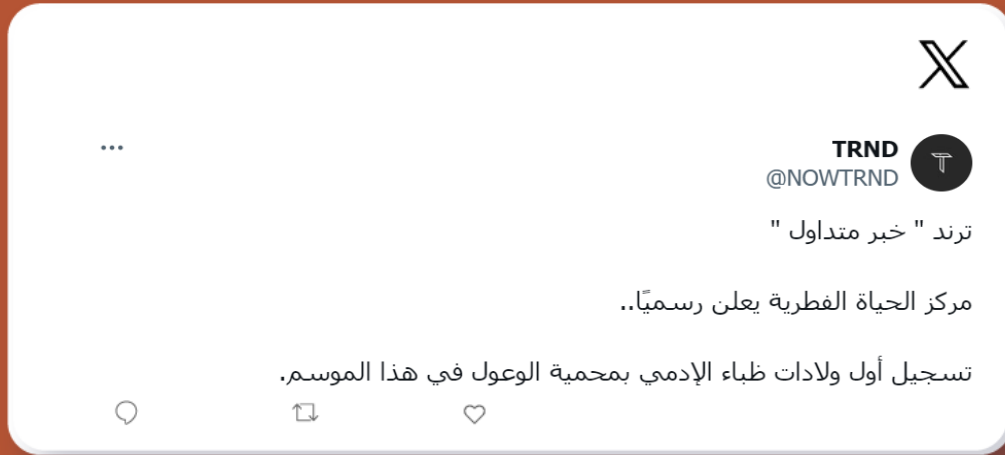 TRND
@NOWTRND
ترند " خبر متداول "
مركز الحياة الفطرية يعلن رسميًا..
تسجيل أول ولادات ظباء الإدمي بمحمية الوعول في هذا الموسم.